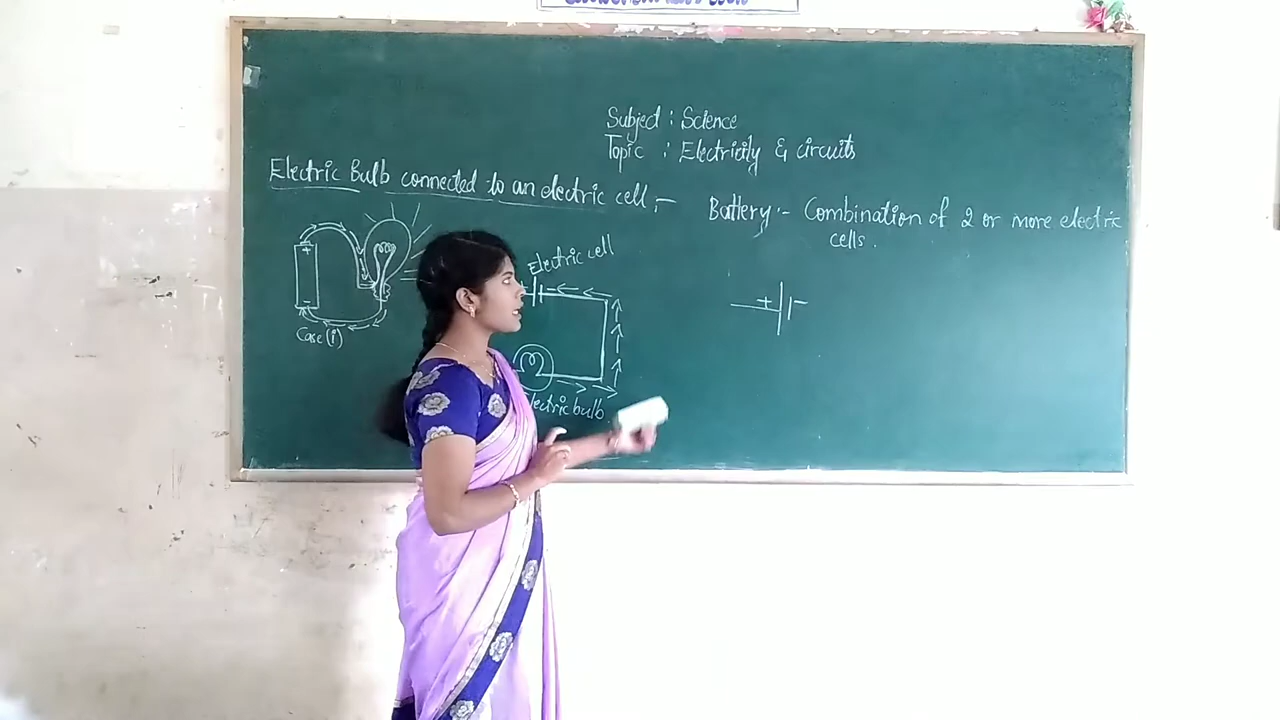 Subject : Science
Topic : Electricity & circuits
Electric Bulb connected to an electric cell :-
Battery :- Combination of 2 or more electric
cells.
+
-
Case (i)
Electric cell
-
electric bulb
+ -